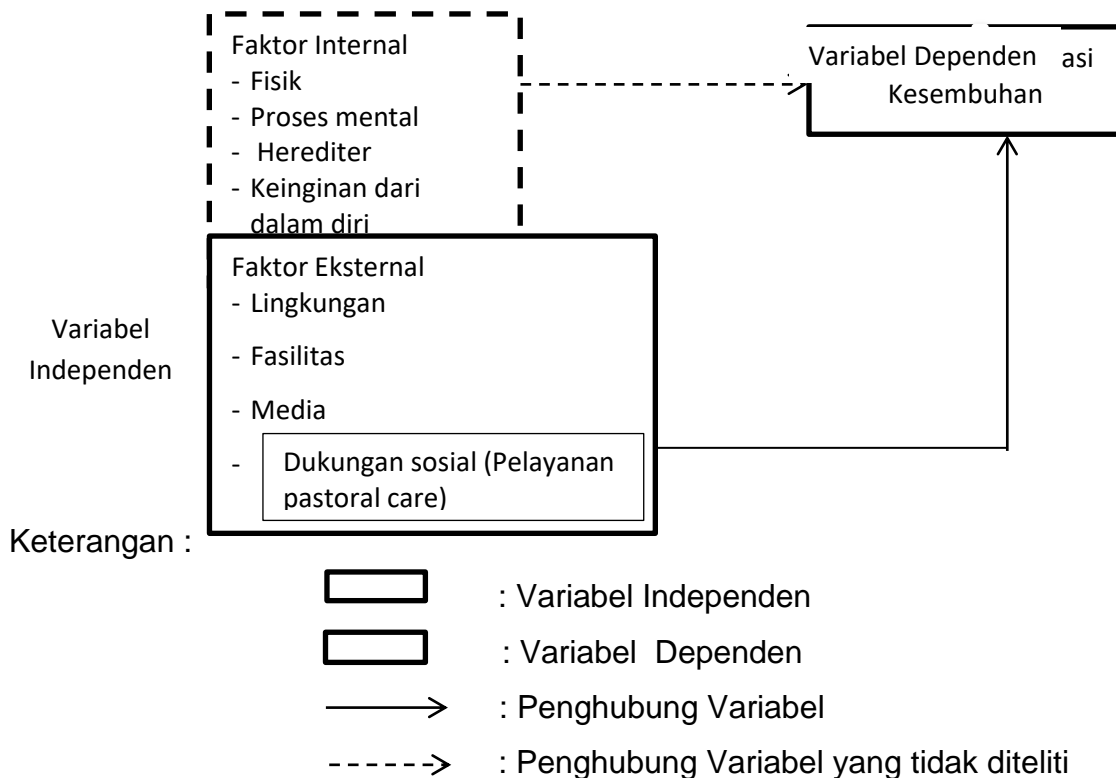 Faktor Internal
- Fisik
- Proses mental
- Herediter
- Keinginan dari
dalam diri
Variabel Dependen asi
Kesembuhan
Variabel
Independen
Faktor Eksternal
- Lingkungan
- Fasilitas
- Media
- Dukungan sosial (Pelayanan
pastoral care)
Keterangan :
: Variabel Independen
: Variabel Dependen
: Penghubung Variabel
: Penghubung Variabel yang tidak diteliti